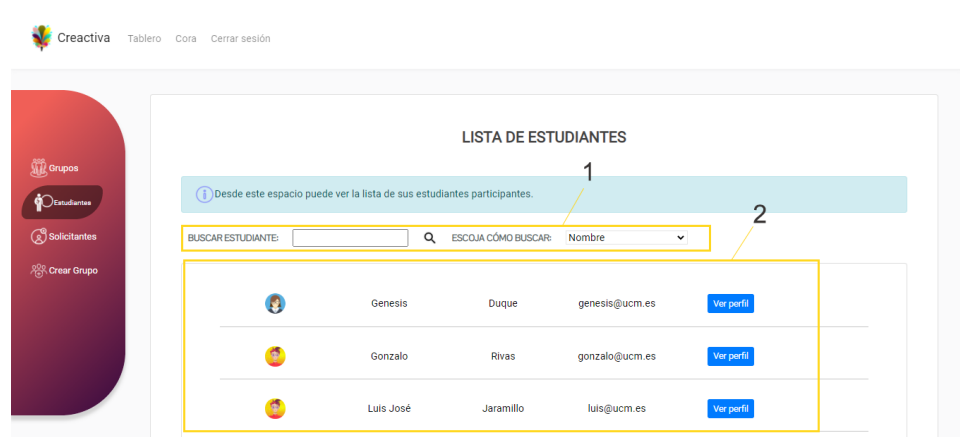 Creactiva Tablero Cora Cerrar sesión
LISTA DE ESTUDIANTES
1
Grupos
Desde este espacio puede ver la lista de sus estudiantes participantes.
Estudiantes
2
BUSCAR ESTUDIANTE: ESCOJA CÓMO BUSCAR: Nombre
Solicitantes
Crear Grupo
Genesis Duque genesis@ucm.es Ver perfil
Gonzalo Rivas gonzalo@ucm.es Ver perfil
Luis José Jaramillo luis@ucm.es Ver perfil